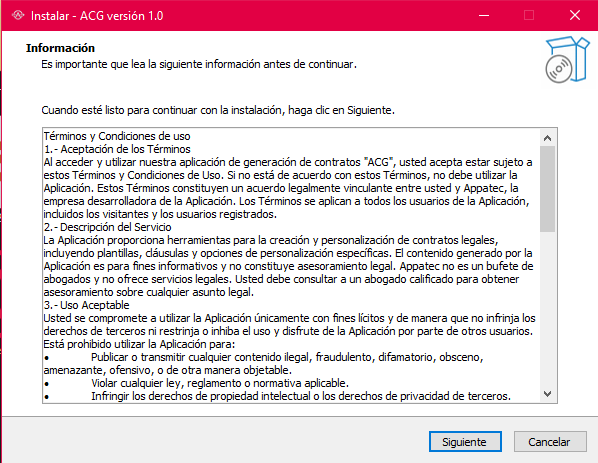 Instalar - ACG versión 1.0
Información
Es importante que lea la siguiente información antes de continuar.
Cuando esté listo para continuar con la instalación, haga clic en Siguiente.
Términos y Condiciones de uso
1.- Aceptación de los Términos
Al acceder y utilizar nuestra aplicación de generación de contratos "ACG", usted acepta estar sujeto a
estos Términos y Condiciones de Uso. Si no está de acuerdo con estos Términos, no debe utilizar la
Aplicación. Estos Términos constituyen un acuerdo legalmente vinculante entre usted y Appatec, la
empresa desarrolladora de la Aplicación. Los Términos se aplican a todos los usuarios de la Aplicación,
incluidos los visitantes y los usuarios registrados.
2.- Descripción del Servicio
La Aplicación proporciona herramientas para la creación y personalización de contratos legales,
incluyendo plantillas, cláusulas y opciones de personalización específicas. El contenido generado por la
Aplicación es para fines informativos y no constituye asesoramiento legal. Appatec no es un bufete de
abogados y no ofrece servicios legales. Usted debe consultar a un abogado calificado para obtener
asesoramiento sobre cualquier asunto legal.
3.- Uso Aceptable
Usted se compromete a utilizar la Aplicación únicamente con fines lícitos y de manera que no infrinja los
derechos de terceros ni restrinja o inhiba el uso y disfrute de la Aplicación por parte de otros usuarios.
Está prohibido utilizar la Aplicación para:
• Publicar o transmitir cualquier contenido ilegal, fraudulento, difamatorio, obsceno,
amenazante, ofensivo, o de otra manera objetable.
• Violar cualquier ley, reglamento o normativa aplicable.
• Infringir los derechos de propiedad intelectual o los derechos de privacidad de terceros.
Siguiente
Cancelar